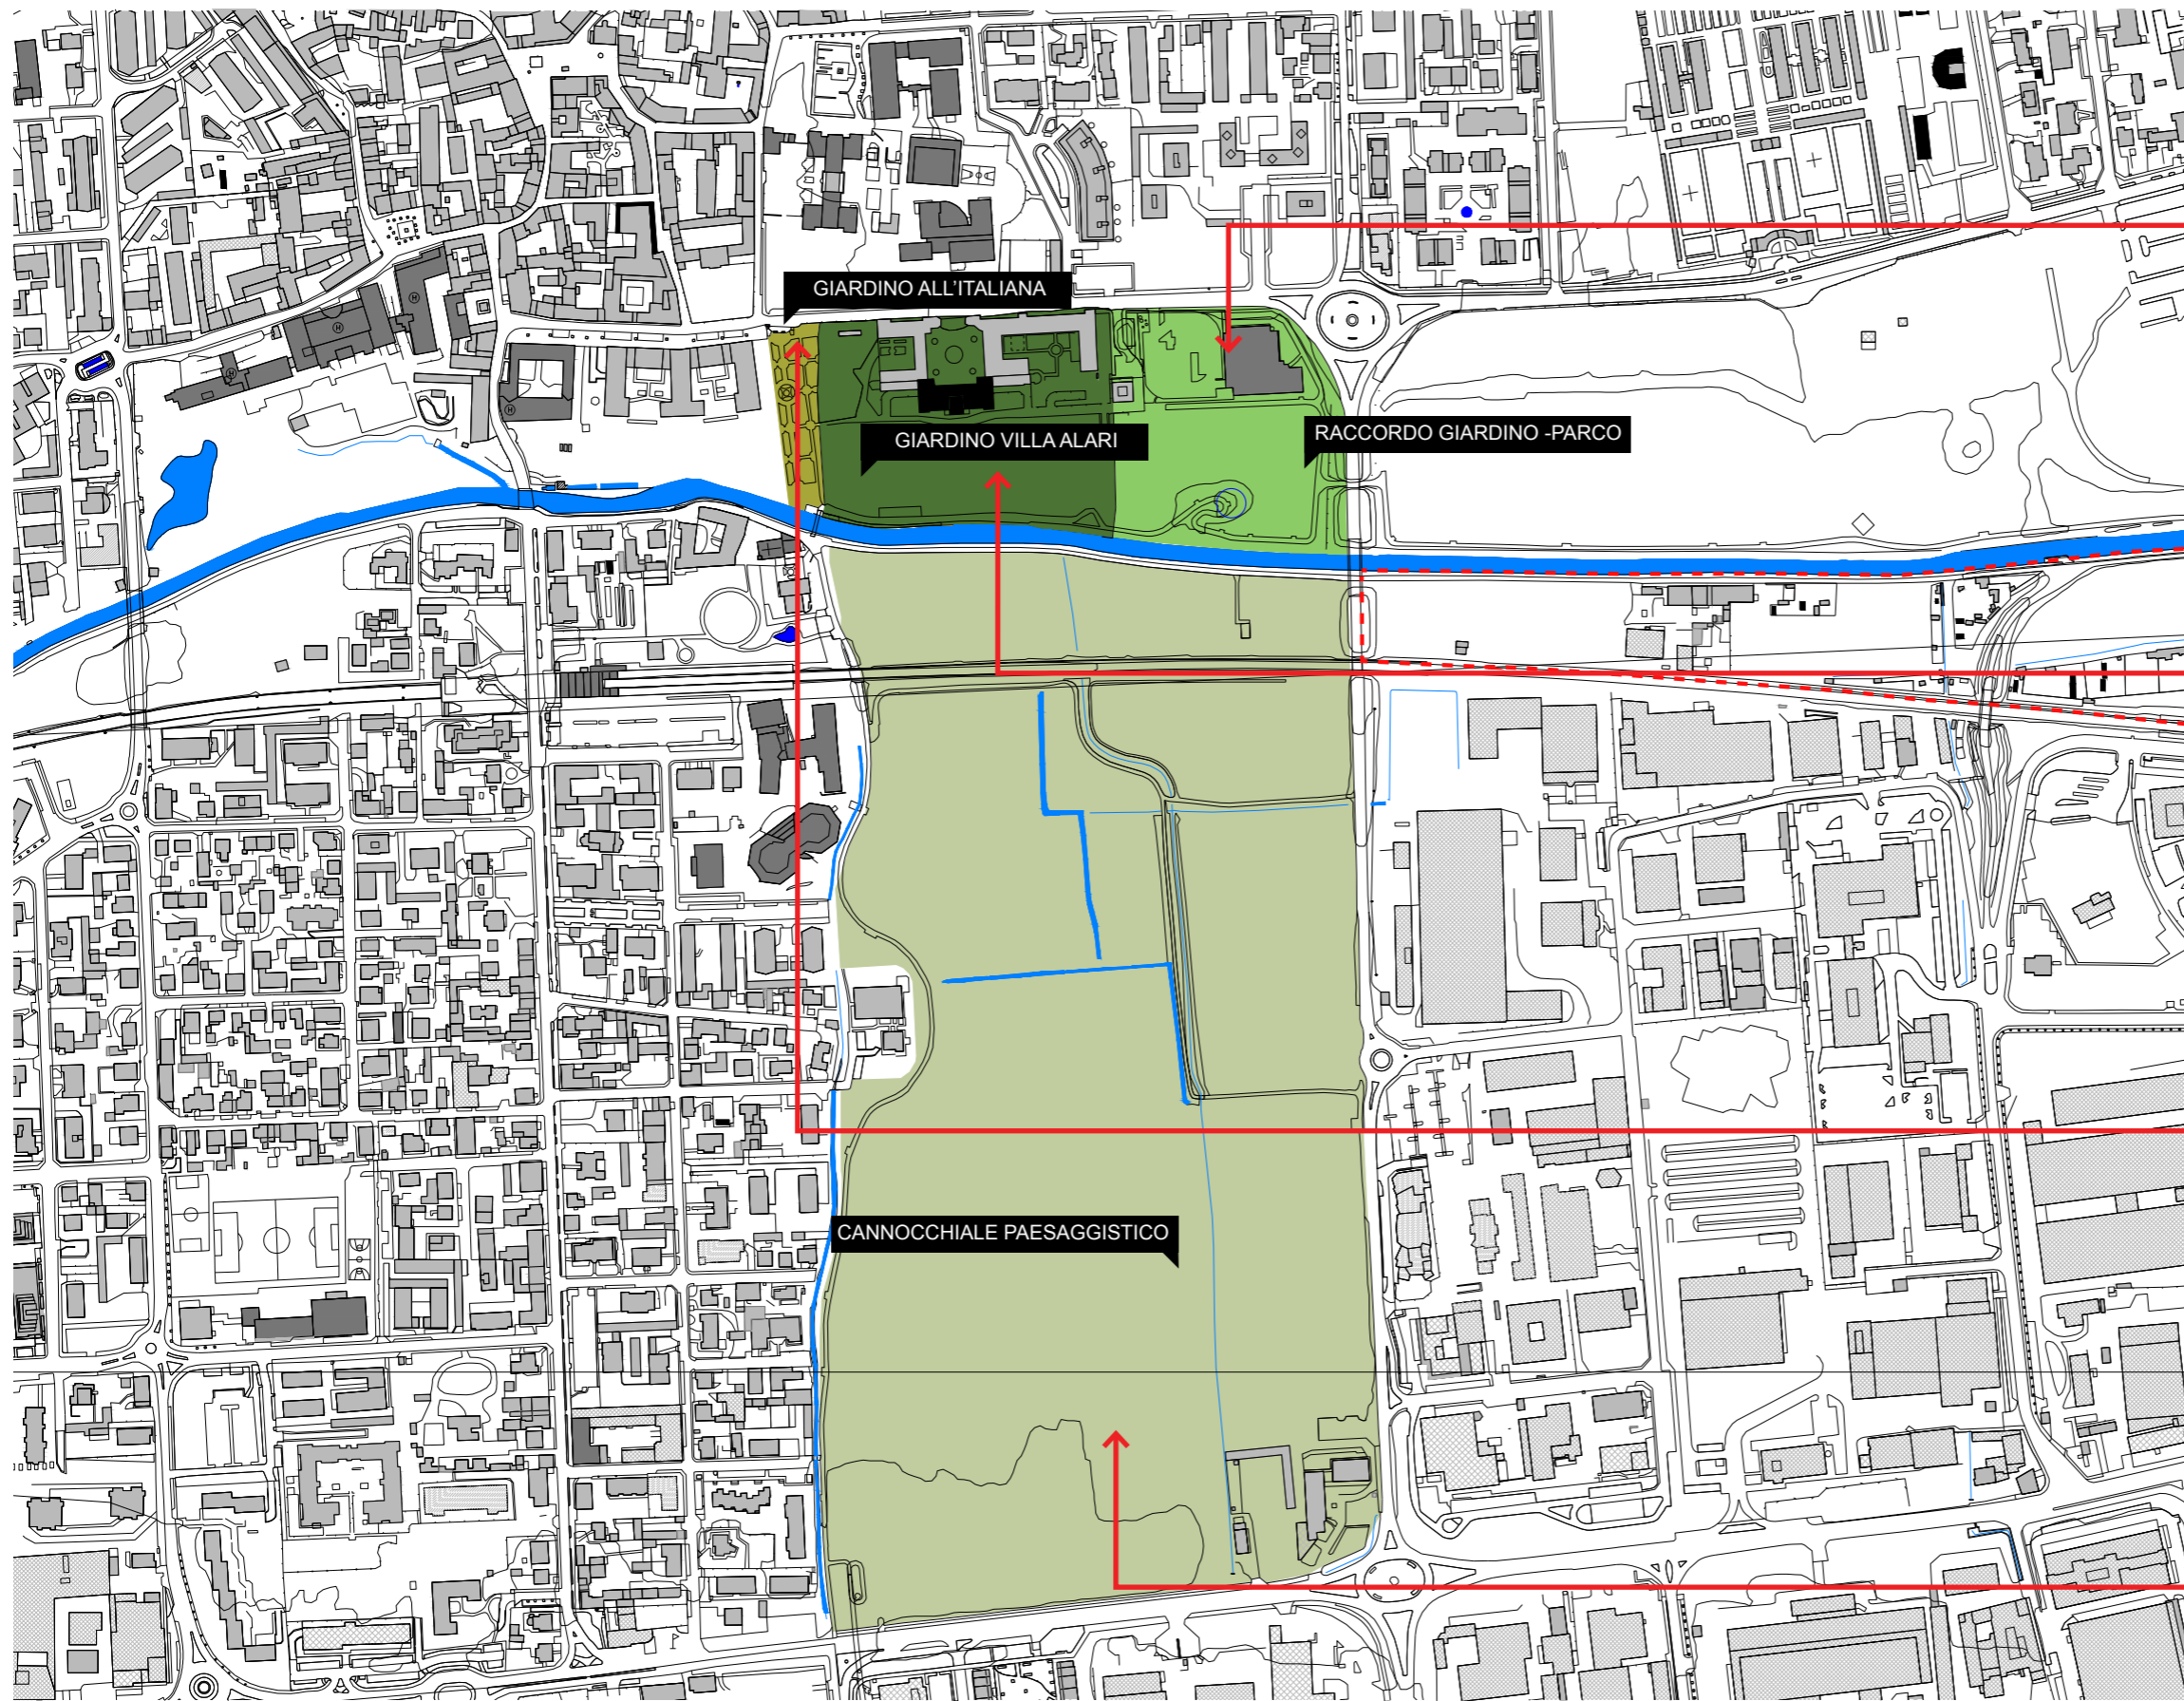 GIARDINO ALL'ITALIANA
GIARDINO VILLA ALARI
RACCORDO GIARDINO -PARCO
CANNOCCHIALE PAESAGGISTICO
H
H
H
H